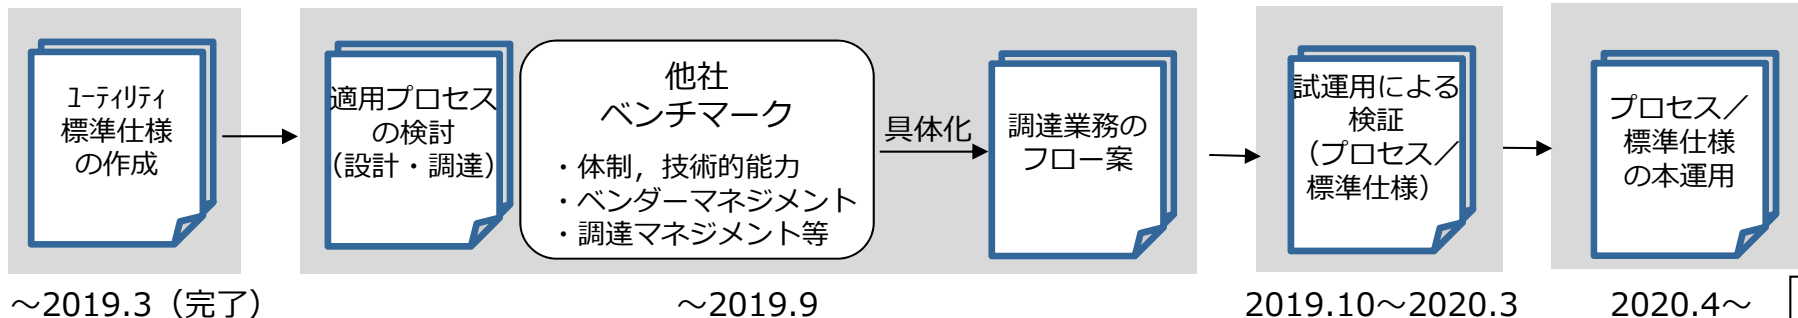 ﾕｰﾃｨﾘﾃｨ
標準仕様
の作成
適用プロセス
の検討
（設計・調達）
他社
ベンチマーク
・体制，技術的能力
・ベンダーマネジメント
・調達マネジメント等
具体化
調達業務の
フロー案
試運用による
検証
（プロセス／
標準仕様）
プロセス／
標準仕様
の本運用
～2019.3（完了）
～2019.9
2019.10～2020.3
2020.4～